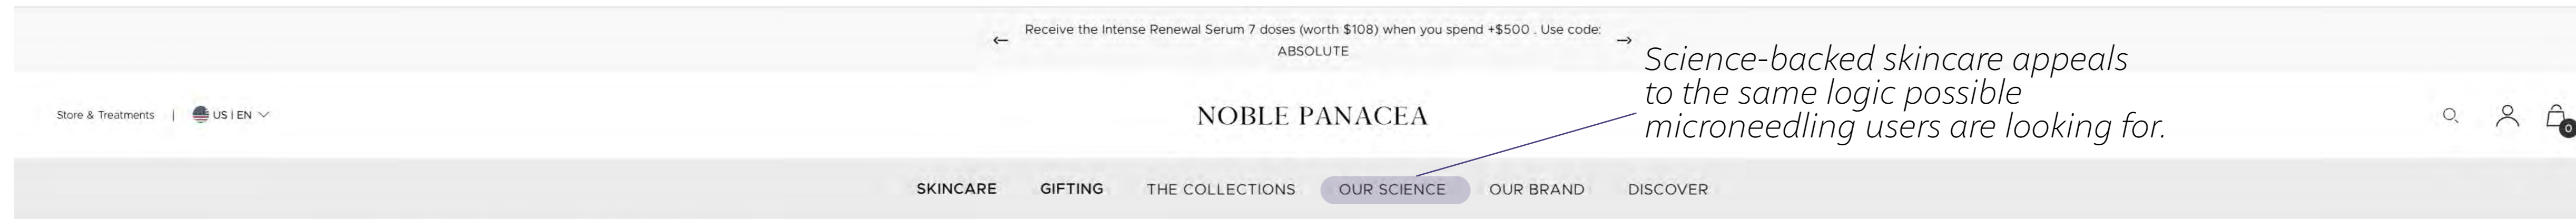 Receive the Intense Renewal Serum 7 doses (worth $108) when you spend +$500 . Use code:
ABSOLUTE
Science-backed skincare appeals
to the same logic possible
microneedling users are looking for.
Store & Treatments | US | EN
NOBLE PANACEA
0
SKINCARE GIFTING THE COLLECTIONS OUR SCIENCE OUR BRAND DISCOVER